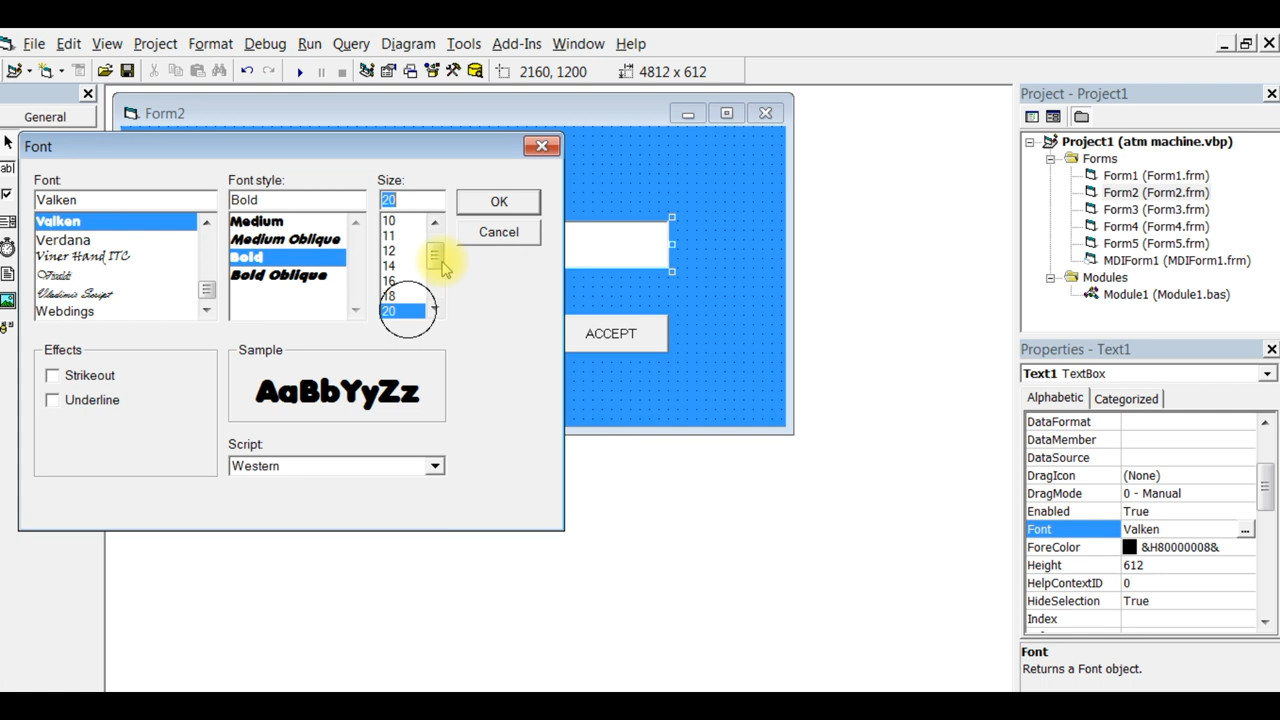 File Edit View Project Format Debug Run Query Diagram Tools Add-Ins Window Help
2160, 1200 4812 x 612
General
Form2
Project - Project1
Project1 (atm machine.vbp)
Forms
Form1 (Form1.frm)
Form2 (Form2.frm)
Form3 (Form3.frm)
Form4 (Form4.frm)
Form5 (Form5.frm)
MDIForm1 (MDIForm1.frm)
Modules
Module1 (Module1.bas)
Font
Font: Font style: Size:
Valken Bold 20 OK
Cancel
Valken
Verdana
Viner Hand ITC
Vivaldi
Vladimir Script
Webdings
Medium
Medium Oblique
Bold
Bold Oblique
10
11
12
14
16
18
20
Effects
Strikeout
Underline
Sample
AaBbYyZz
Script:
Western
ACCEPT
Properties - Text1
Text1 TextBox
Alphabetic Categorized
DataFormat
DataMember
DataSource
DragIcon (None)
DragMode 0 - Manual
Enabled True
Font Valken ...
ForeColor &H80000008&
Height 612
HelpContextID 0
HideSelection True
Index
Font
Returns a Font object.